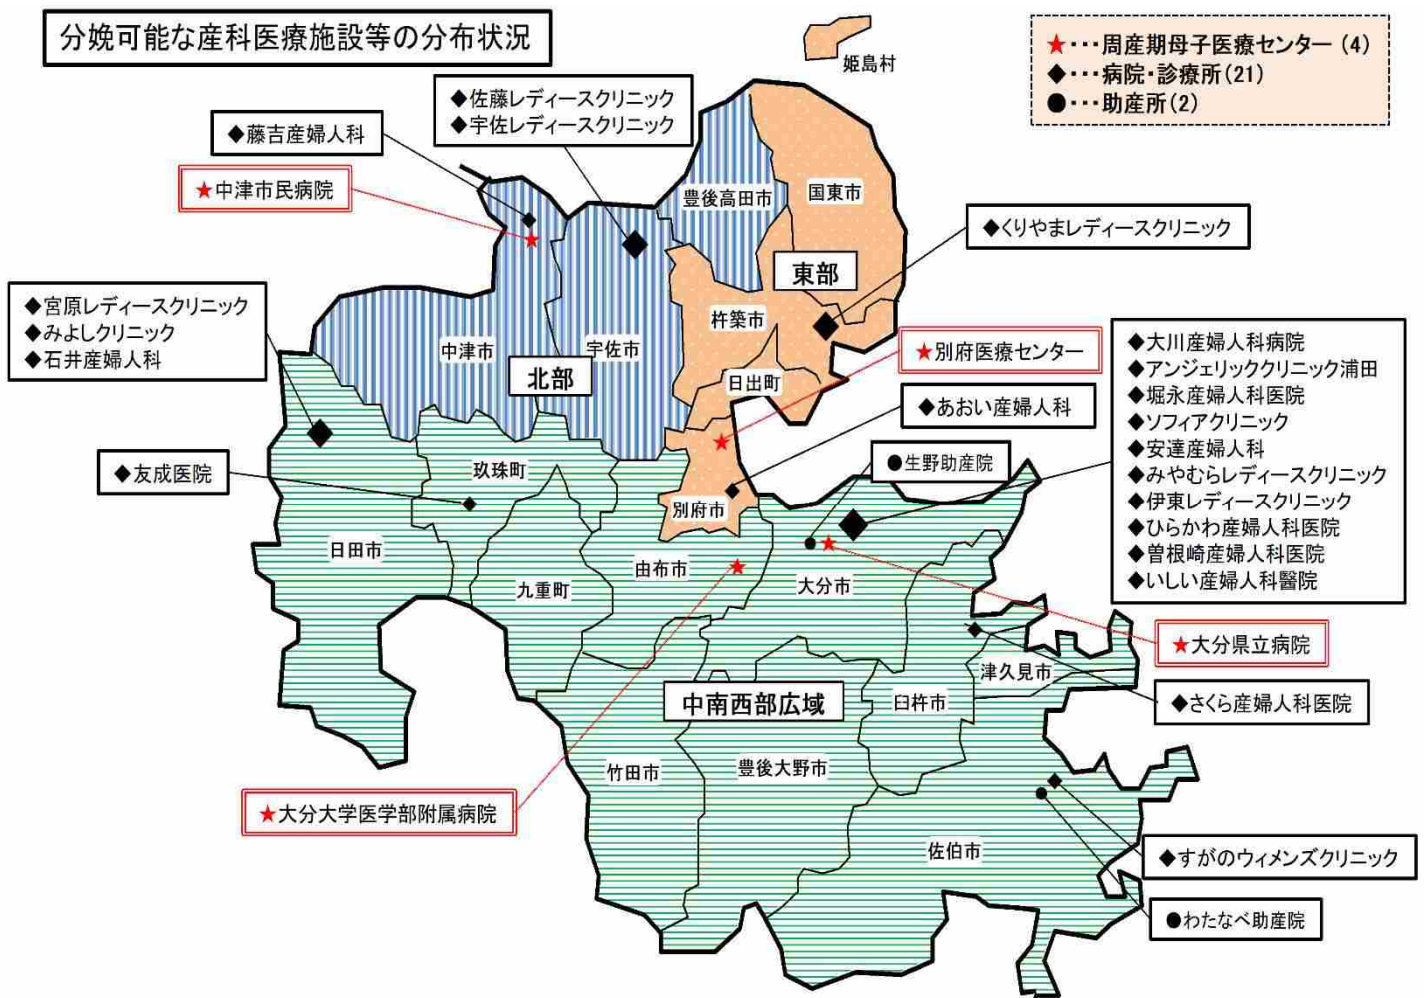 分娩可能な産科医療施設等の分布状況
★・・・周産期母子医療センター（4）
◆・・・病院・診療所（21）
●・・・助産所（2）
姫島村
◆佐藤レディースクリニック
◆宇佐レディースクリニック
◆藤吉産婦人科
★中津市民病院
豊後高田市
国東市
◆くりやまレディースクリニック
東部
◆宮原レディースクリニック
◆みよしクリニック
◆石井産婦人科
杵築市
中津市
宇佐市
北部
日出町
★別府医療センター
◆あおい産婦人科
◆大川産婦人科病院
◆アンジェリッククリニック浦田
◆堀永産婦人科医院
◆ソフィアクリニック
◆安達産婦人科
◆みやむらレディースクリニック
◆伊東レディースクリニック
◆ひらかわ産婦人科医院
◆曽根崎産婦人科医院
◆いしい産婦人科醫院
◆友成医院
玖珠町
●生野助産院
別府市
日田市
九重町
由布市
大分市
★大分県立病院
津久見市
臼杵市
◆さくら産婦人科医院
中南西部広域
竹田市
豊後大野市
★大分大学医学部附属病院
佐伯市
◆すがのウィメンズクリニック
●わたなべ助産院